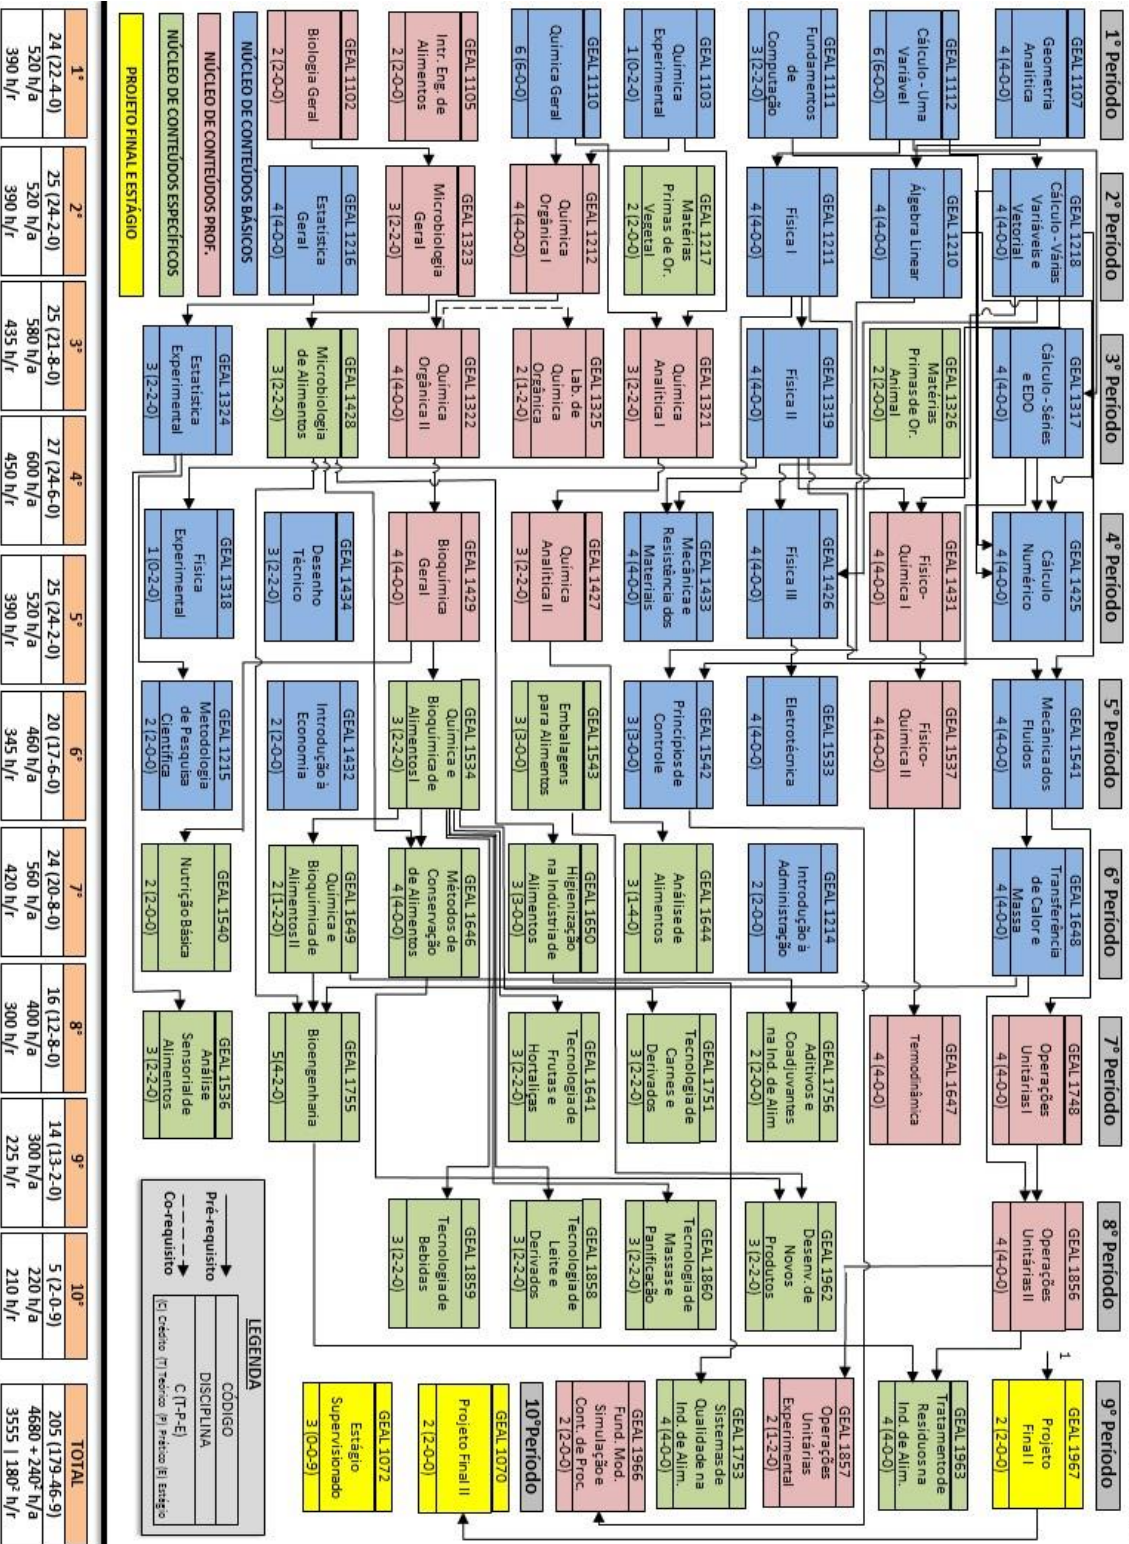 1º Período
GEAL 1107
Geometria
Analítica
4 (4-0-0)
GEAL 1112
Cálculo - Uma
Variável
6 (6-0-0)
GEAL 1111
Fundamentos
de
Computação
3 (2-2-0)
GEAL 1103
Química
Experimental
1 (0-2-0)
GEAL 1110
Química Geral
6 (6-0-0)
GEAL 1105
Intr. Eng. de
Alimentos
2 (2-0-0)
GEAL 1102
Biologia Geral
2 (2-0-0)
NÚCLEO DE CONTEÚDOS BÁSICOS
NÚCLEO DE CONTEÚDOS PROF.
NÚCLEO DE CONTEÚDOS ESPECÍFICOS
PROJETO FINAL E ESTÁGIO
2º Período
GEAL 1218
Cálculo - Várias
Variáveis e
Vetorial
4 (4-0-0)
GEAL 1210
Álgebra Linear
4 (4-0-0)
GEAL 1211
Física I
4 (4-0-0)
GEAL 1217
Matérias
Primas de Or.
Vegetal
2 (2-0-0)
GEAL 1212
Química
Orgânica I
4 (4-0-0)
GEAL 1323
Microbiologia
Geral
3 (2-2-0)
GEAL 1216
Estatística
Geral
4 (4-0-0)
3º Período
GEAL 1317
Cálculo - Séries
e EDO
4 (4-0-0)
GEAL 1326
Matérias
Primas de Or.
Animal
2 (2-0-0)
GEAL 1319
Física II
4 (4-0-0)
GEAL 1321
Química
Analítica I
3 (2-2-0)
GEAL 1325
Lab. de
Química
Orgânica
2 (1-2-0)
GEAL 1322
Química
Orgânica II
4 (4-0-0)
GEAL 1428
Microbiologia
de Alimentos
3 (2-2-0)
GEAL 1324
Estatística
Experimental
3 (2-2-0)
4º Período
GEAL 1425
Cálculo
Numérico
4 (4-0-0)
GEAL 1431
Físico-
Química I
4 (4-0-0)
GEAL 1426
Física III
4 (4-0-0)
GEAL 1433
Mecânica e
Resistência dos
Materiais
4 (4-0-0)
GEAL 1427
Química
Analítica II
3 (2-2-0)
GEAL 1429
Bioquímica
Geral
4 (4-0-0)
GEAL 1434
Desenho
Técnico
3 (2-2-0)
GEAL 1318
Física
Experimental
1 (0-2-0)
5º Período
GEAL 1541
Mecânica dos
Fluidos
4 (4-0-0)
GEAL 1537
Físico-
Química II
4 (4-0-0)
GEAL 1533
Eletrotécnica
4 (4-0-0)
GEAL 1542
Princípios de
Controle
3 (3-0-0)
GEAL 1543
Embalagens
para Alimentos
3 (3-0-0)
GEAL 1534
Química e
Bioquímica de
Alimentos I
3 (2-2-0)
GEAL 1432
Introdução à
Economia
2 (2-0-0)
GEAL 1215
Metodologia
de Pesquisa
Científica
2 (2-0-0)
6º Período
GEAL 1648
Transferência
de Calor e
Massa
4 (4-0-0)
GEAL 1214
Introdução à
Administração
2 (2-0-0)
GEAL 1644
Análise de
Alimentos
3 (1-4-0)
GEAL 1650
Higienização
na Indústria de
Alimentos
3 (3-0-0)
GEAL 1646
Métodos de
Conservação
de Alimentos
4 (4-0-0)
GEAL 1649
Química e
Bioquímica de
Alimentos II
2 (1-2-0)
GEAL 1540
Nutrição Básica
2 (2-0-0)
7º Período
GEAL 1748
Operações
Unitárias I
4 (4-0-0)
GEAL 1647
Termodinâmica
4 (4-0-0)
GEAL 1756
Aditivos e
Coadjuvantes
na Ind. de Alim
2 (2-0-0)
GEAL 1751
Tecnologia de
Carnes e
Derivados
3 (2-2-0)
GEAL 1641
Tecnologia de
Frutas e
Hortaliças
3 (2-2-0)
GEAL 1755
Bioengenharia
5(4-2-0)
GEAL 1536
Análise
Sensorial de
Alimentos
3 (2-2-0)
8º Período
GEAL 1856
Operações
Unitárias II
4 (4-0-0)
GEAL 1962
Desenv. de
Novos
Produtos
3 (2-2-0)
GEAL 1860
Tecnologia de
Massas e
Panificação
3 (2-2-0)
GEAL 1858
Tecnologia de
Leite e
Derivados
3 (2-2-0)
GEAL 1859
Tecnologia de
Bebidas
3 (2-2-0)
9º Período
1
GEAL 1967
Projeto
Final I
2 (2-0-0)
GEAL 1963
Tratamento de
Resíduos na
Ind. de Alim.
4 (4-0-0)
GEAL 1857
Operações
Unitárias
Experimental
2 (1-2-0)
GEAL 1753
Sistemas de
Qualidade na
Ind. de Alim.
4 (4-0-0)
GEAL 1966
Fund. Mod.
Simulação e
Cont. de Proc.
2 (2-0-0)
10ºPeríodo
GEAL 1070
Projeto Final II
2 (2-0-0)
GEAL 1072
Estágio
Supervisionado
3 (0-0-9)
LEGENDA
Pré-requisito
Co-requisito
CÓDIGO
DISCIPLINA
C (T-P-E)
(C) Crédito (T) Teórico (P) Prático (E) Estágio
1º
24 (22-4-0)
520 h/a
390 h/r
2º
25 (24-2-0)
520 h/a
390 h/r
3º
25 (21-8-0)
580 h/a
435 h/r
4º
27 (24-6-0)
600 h/a
450 h/r
5º
25 (24-2-0)
520 h/a
390 h/r
6º
20 (17-6-0)
460 h/a
345 h/r
7º
24 (20-8-0)
560 h/a
420 h/r
8º
16 (12-8-0)
400 h/a
300 h/r
9º
14 (13-2-0)
300 h/a
225 h/r
10º
5 (2-0-9)
220 h/a
210 h/r
TOTAL
205 (179-46-9)
4680 + 240² h/a
3555 | 180² h/r